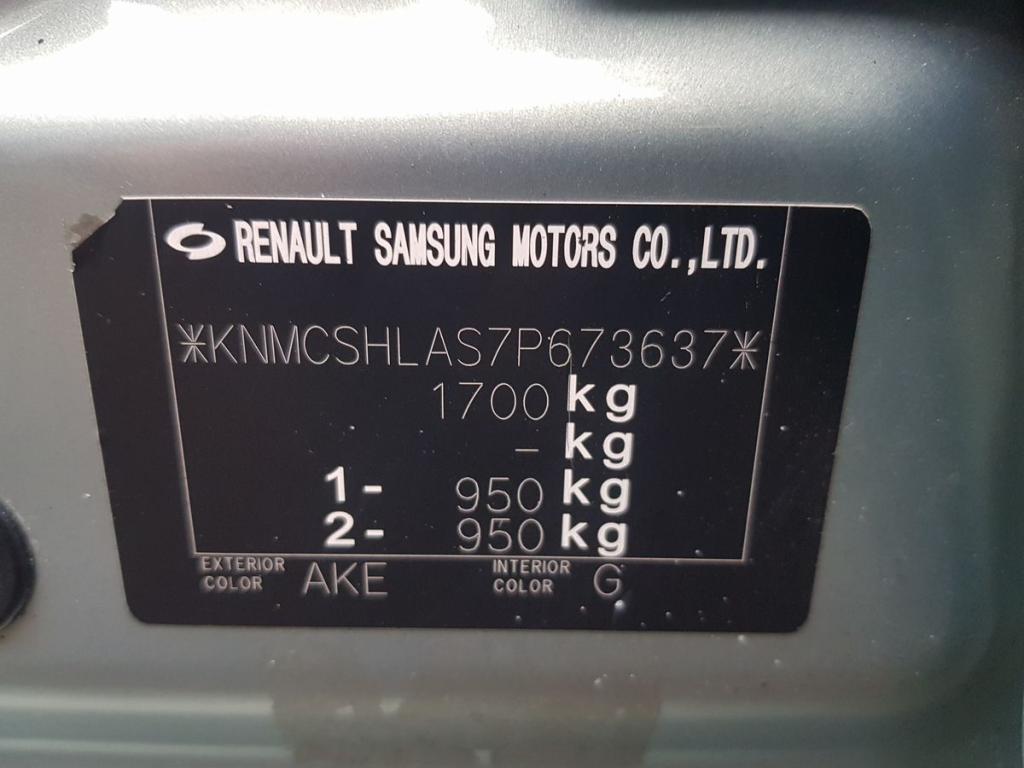 RENAULT SAMSUNG MOTORS CO.,LTD.
*KNMCSHLAS7P673637*
1700 kg
- kg
1- 950 kg
2- 950 kg
EXTERIOR COLOR AKE INTERIOR COLOR G